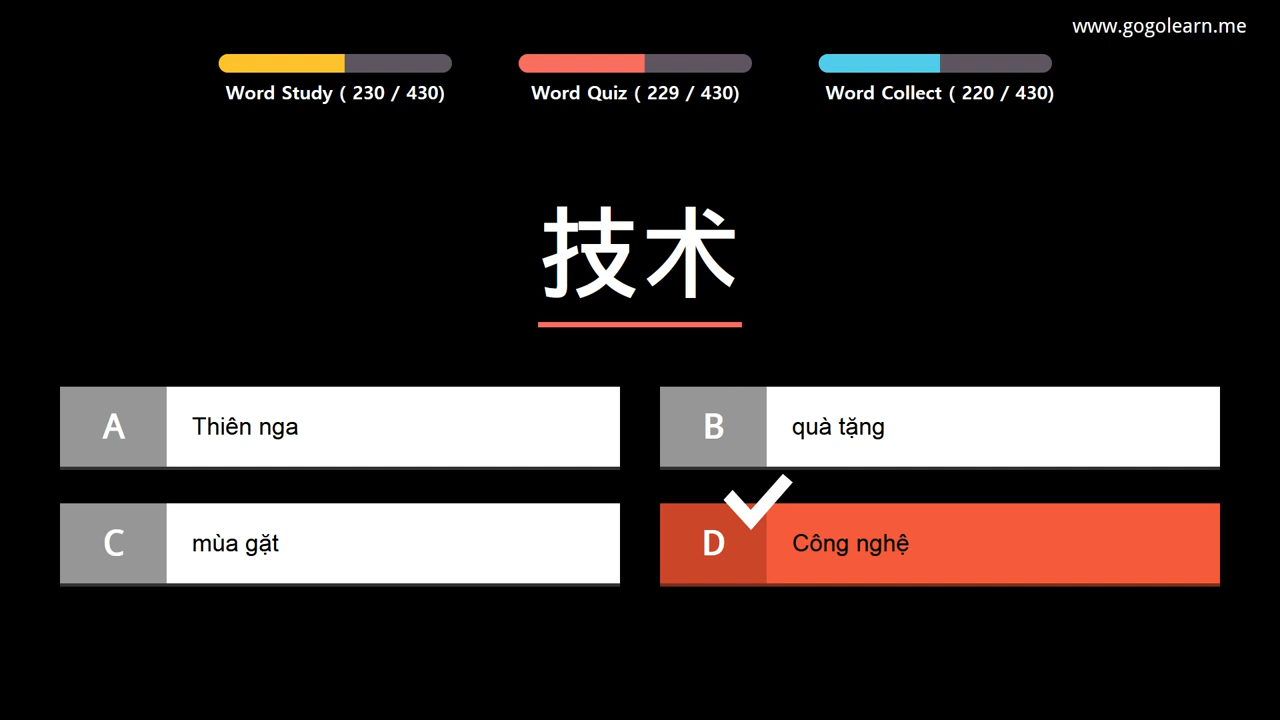 www.gogolearn.me
Word Study ( 230 / 430)
Word Quiz ( 229 / 430)
Word Collect ( 220 / 430)
技术
A
Thiên nga
B
quà tặng
C
mùa gặt
D
Công nghệ